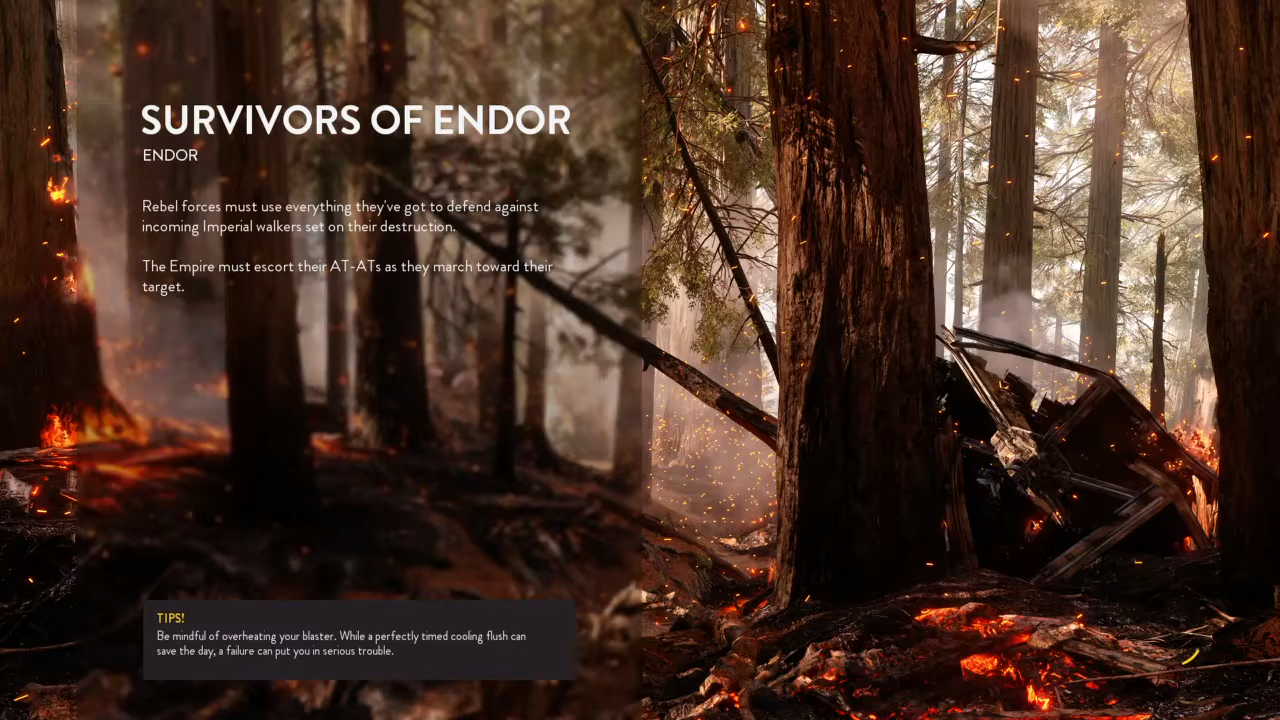 SURVIVORS OF ENDOR
ENDOR
Rebel forces must use everything they've got to defend against
incoming Imperial walkers set on their destruction.
The Empire must escort their AT-ATs as they march toward their
target.
TIPS!
Be mindful of overheating your blaster. While a perfectly timed cooling flush can
save the day, a failure can put you in serious trouble.